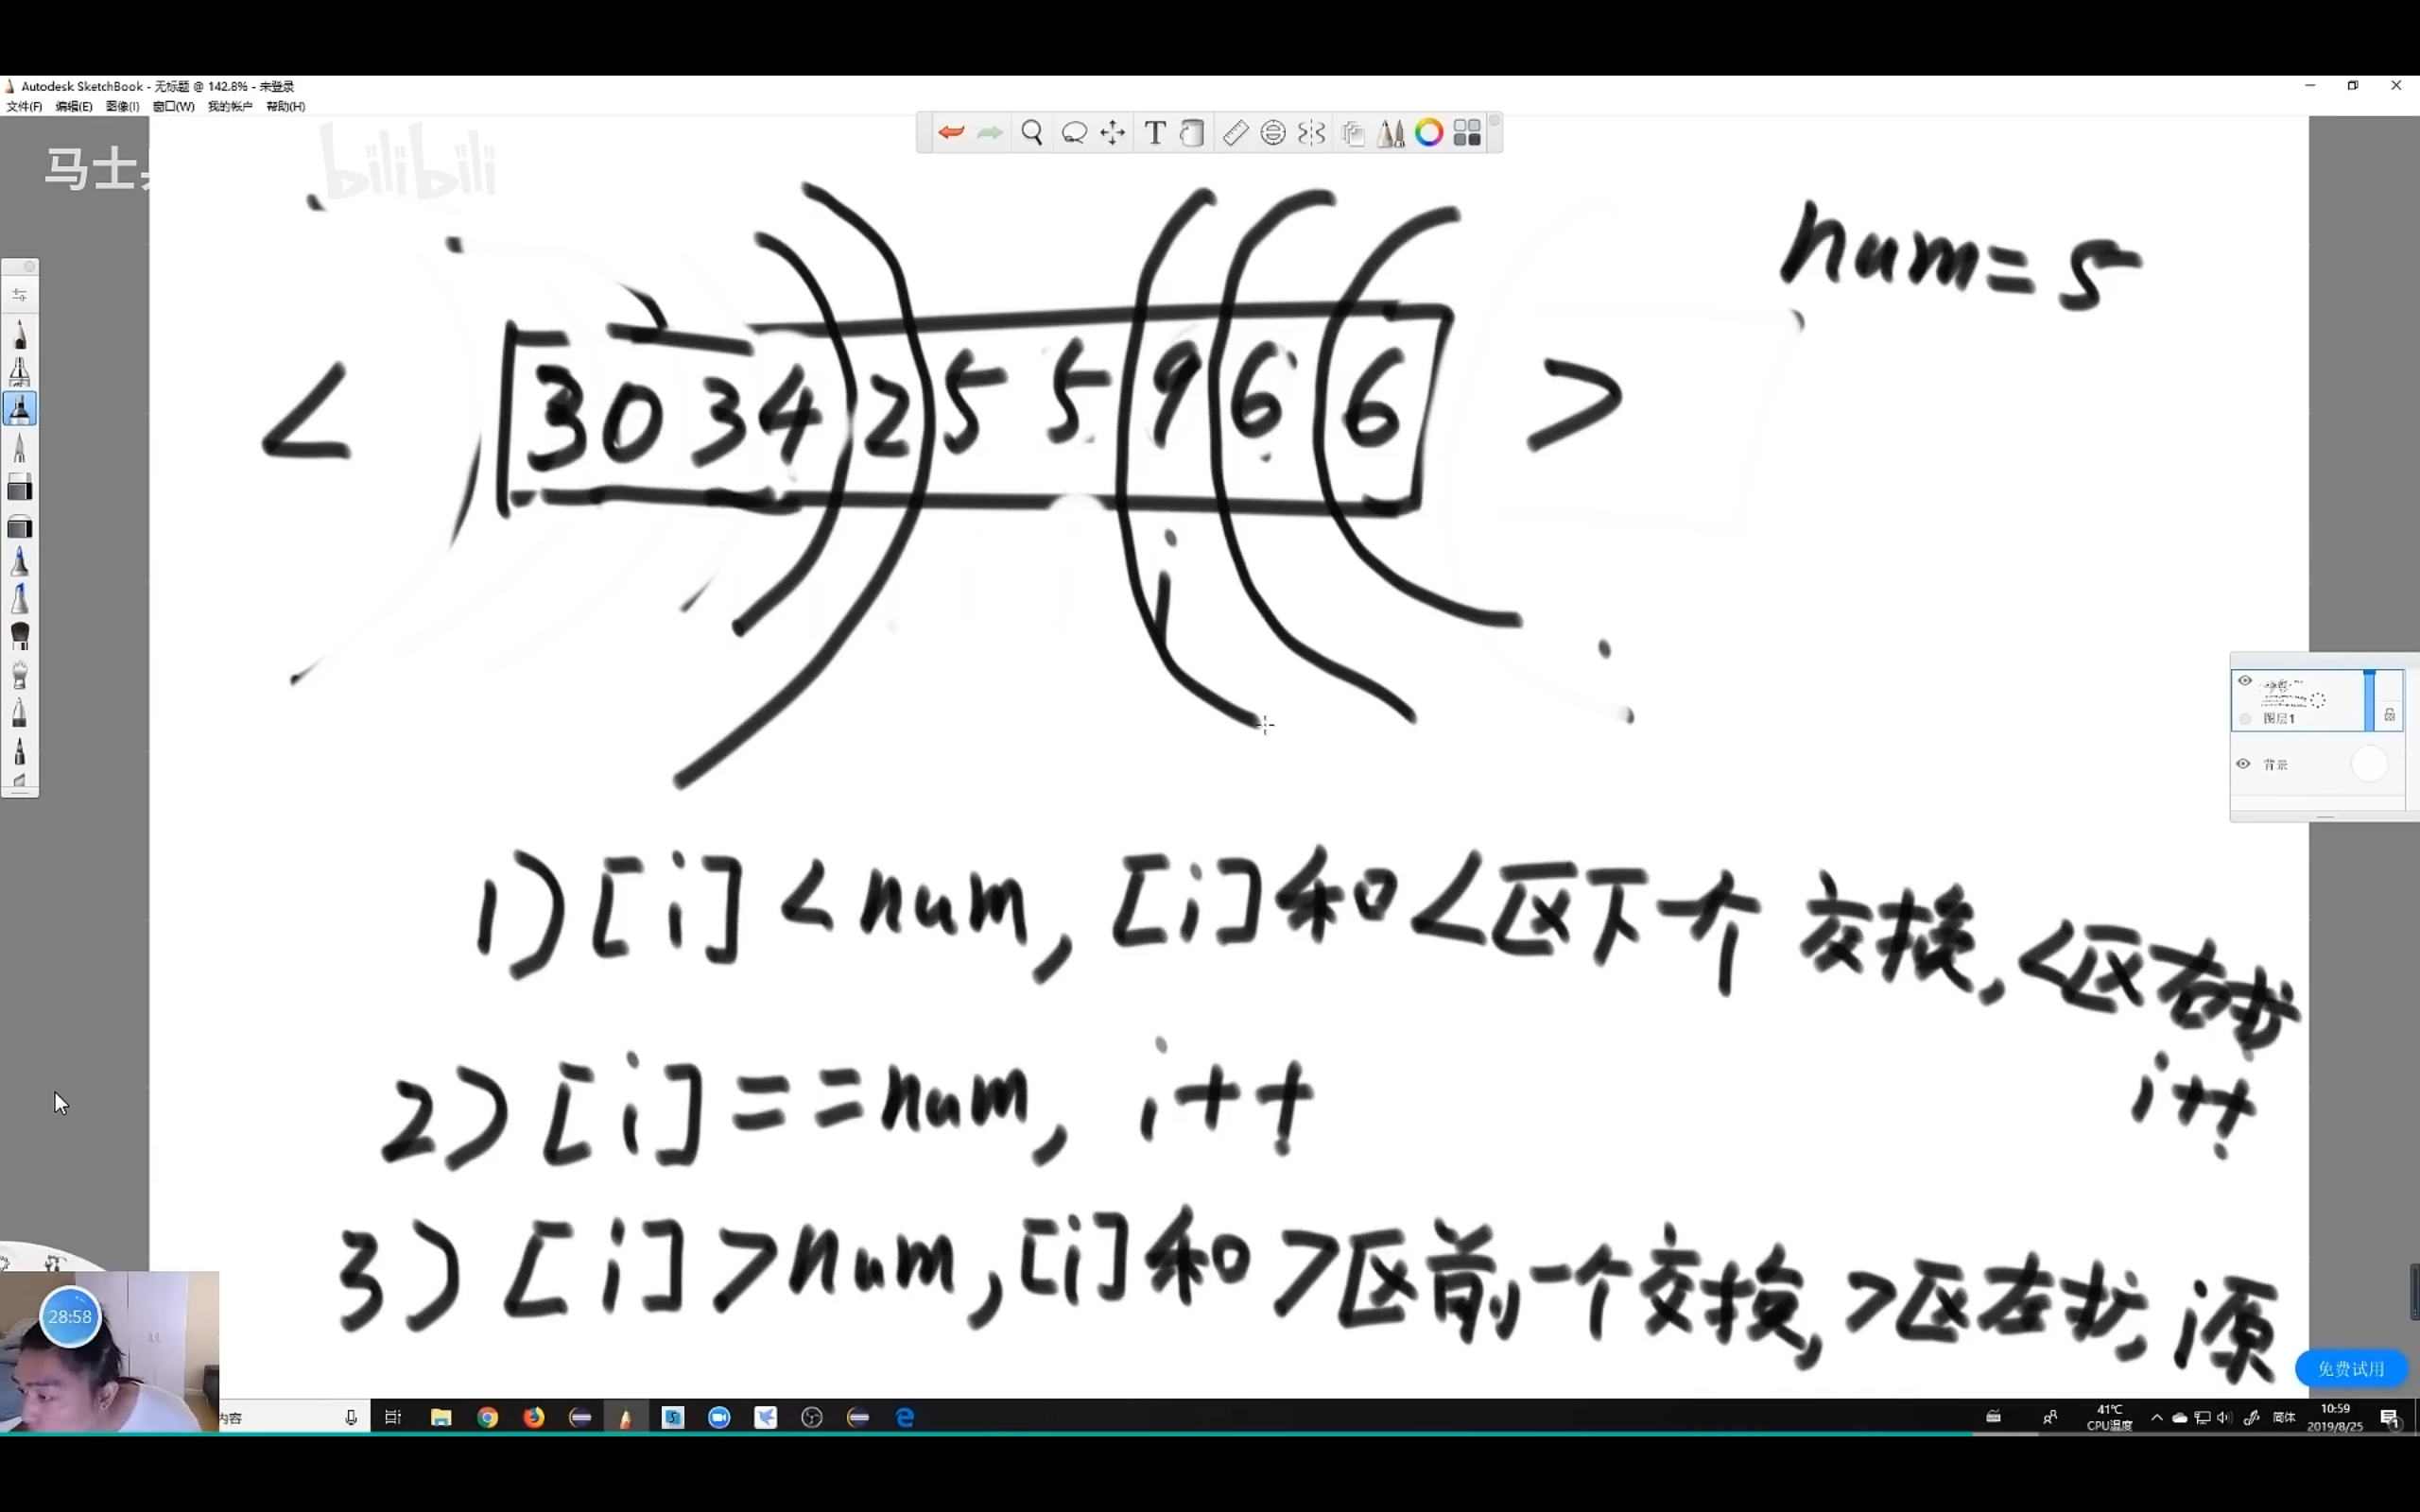 Autodesk SketchBook - 无标题 @ 142.8% - 未登录
文件(F) 编辑(E) 图像(I) 窗口(W) 我的帐户 帮助(H)
马士
bilibili
num=5
< 3 0 3 4 2 5 5 9 6 6 >
i
图层1
背景
1) [i] < num, [i]和<区下个 交换, <区右扩
i++
2) [i]==num, i++
3) [i]>num, [i]和>区前一个交换, >区左扩, i源
28:58
免费试用
内容
41℃
CPU温度
简体
10:59
2019/8/25
1